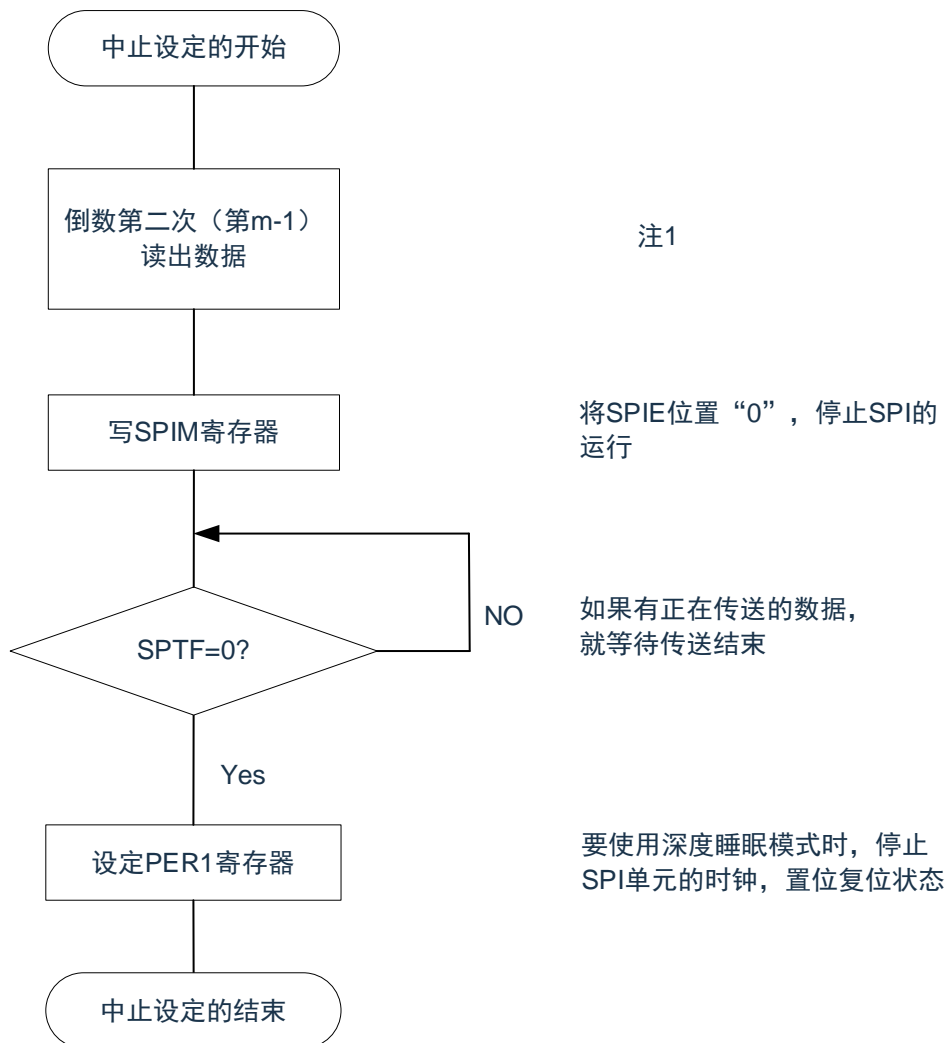 中止设定的开始
倒数第二次（第m-1）
读出数据
注1
写SPIM寄存器
将SPIE位置“0”，停止SPI的
运行
SPTF=0?
NO
如果有正在传送的数据，
就等待传送结束
Yes
设定PER1寄存器
要使用深度睡眠模式时，停止
SPI单元的时钟，置位复位状态
中止设定的结束